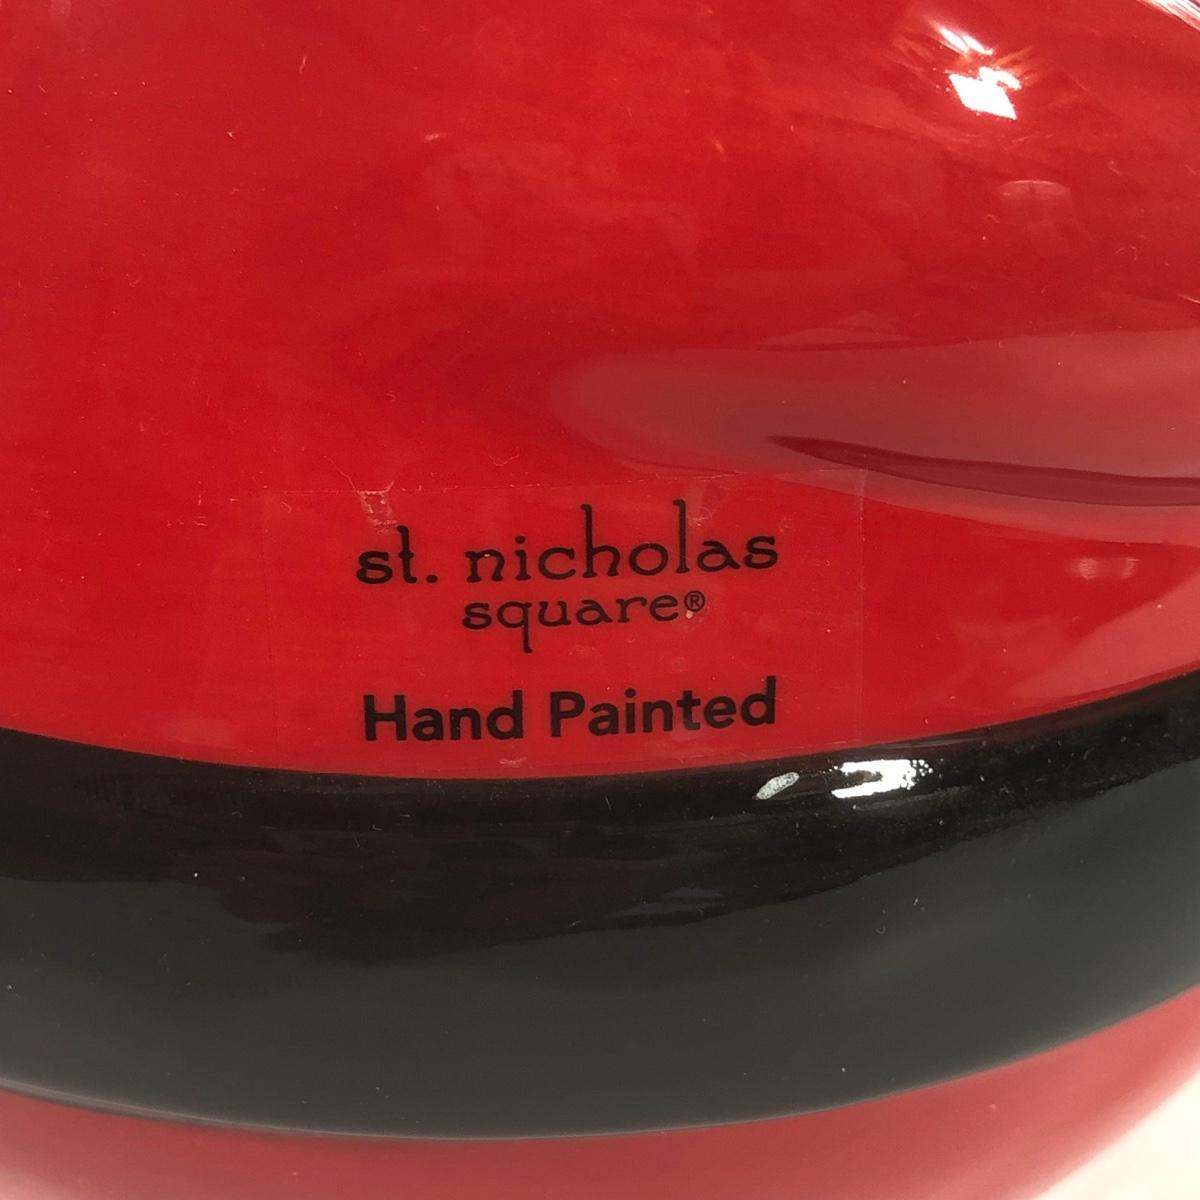 st. nicholas
square®
Hand Painted